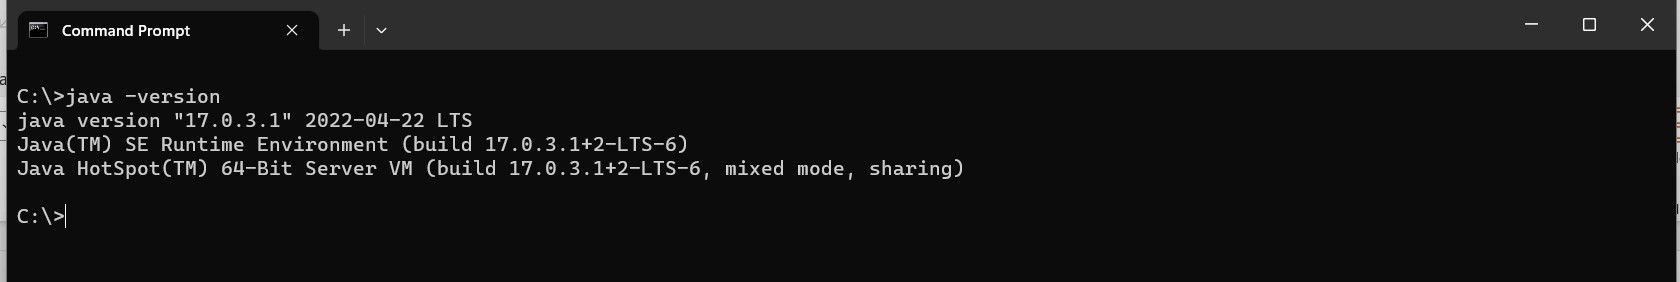 Command Prompt
C:\>java -version
java version "17.0.3.1" 2022-04-22 LTS
Java(TM) SE Runtime Environment (build 17.0.3.1+2-LTS-6)
Java HotSpot(TM) 64-Bit Server VM (build 17.0.3.1+2-LTS-6, mixed mode, sharing)
C:\>